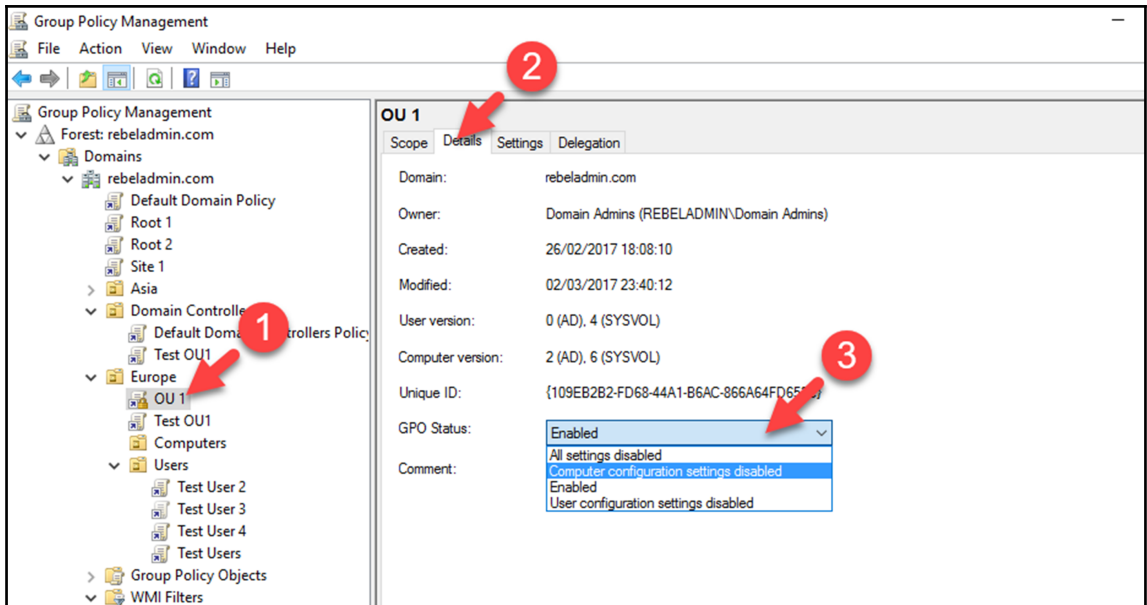 Group Policy Management
File Action View Window Help
2
Group Policy Management
Forest: rebeladmin.com
Domains
rebeladmin.com
Default Domain Policy
Root 1
Root 2
Site 1
Asia
Domain Controlle
1
Default Doma trollers Polic
Test OU1
Europe
OU 1
Test OU1
Computers
Users
Test User 2
Test User 3
Test User 4
Test Users
Group Policy Objects
WMI Filters
OU 1
Scope Details Settings Delegation
Domain: rebeladmin.com
Owner: Domain Admins (REBELADMIN\Domain Admins)
Created: 26/02/2017 18:08:10
Modified: 02/03/2017 23:40:12
User version: 0 (AD), 4 (SYSVOL)
Computer version: 2 (AD), 6 (SYSVOL)
3
Unique ID: {109EB2B2-FD68-44A1-B6AC-866A64FD65
GPO Status: Enabled
All settings disabled
Computer configuration settings disabled
Comment:
Enabled
User configuration settings disabled